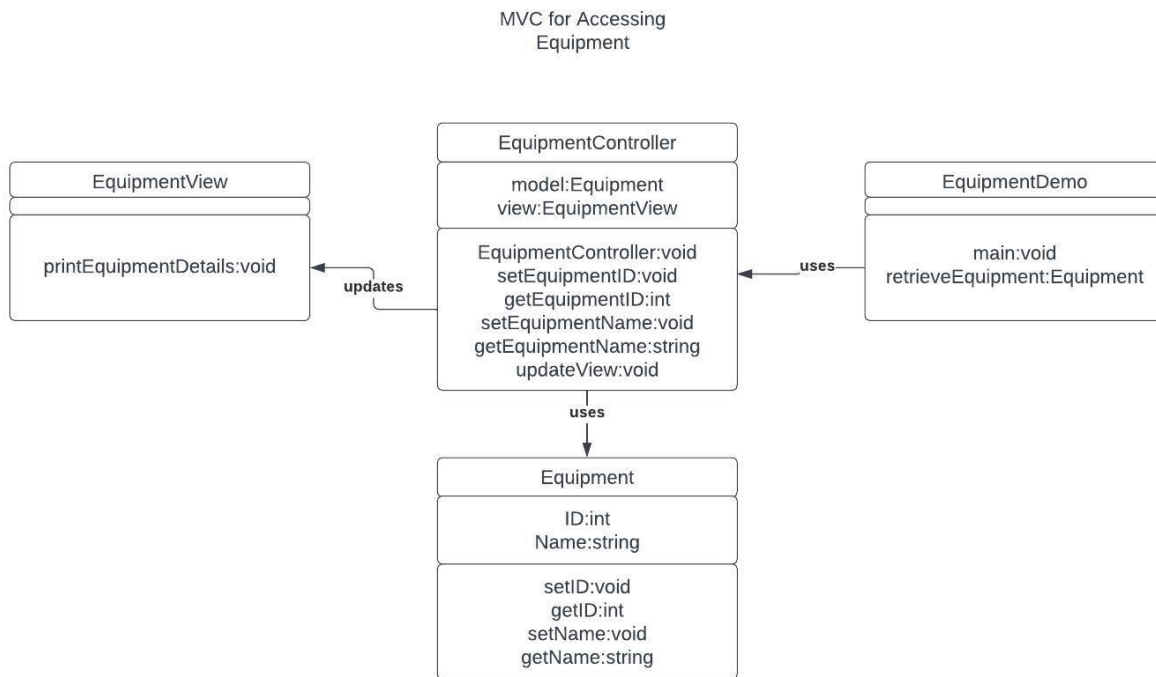 MVC for Accessing
Equipment
EquipmentView
printEquipmentDetails:void
updates
EquipmentController
model:Equipment
view:EquipmentView
EquipmentController:void
setEquipmentID:void
getEquipmentID:int
setEquipmentName:void
getEquipmentName:string
updateView:void
uses
EquipmentDemo
main:void
retrieveEquipment:Equipment
uses
Equipment
ID:int
Name:string
setID:void
getID:int
setName:void
getName:string